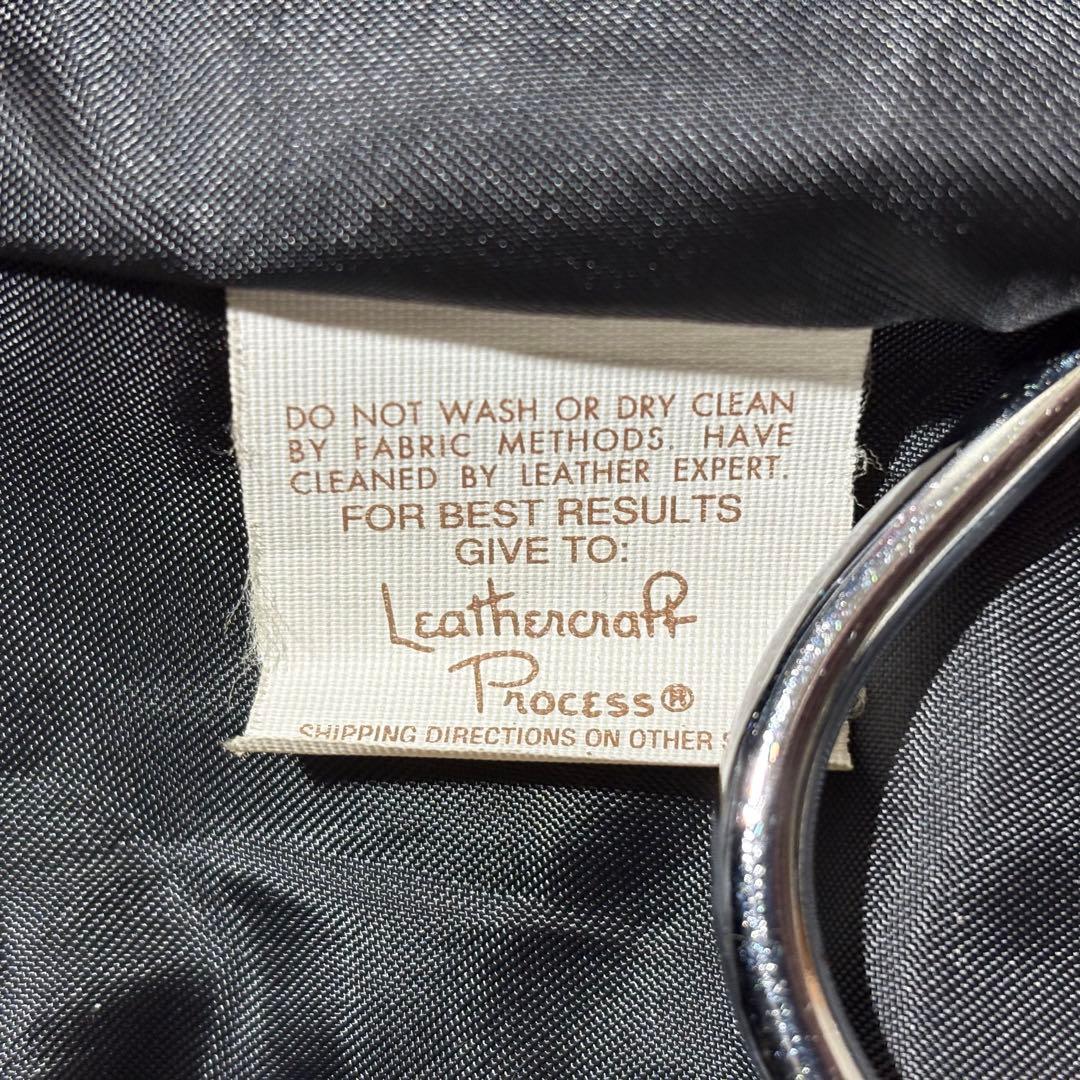 DO NOT WASH OR DRY CLEAN
BY FABRIC METHODS. HAVE
CLEANED BY LEATHER EXPERT.
FOR BEST RESULTS
GIVE TO:
Leathercraft
Process®
SHIPPING DIRECTIONS ON OTHER